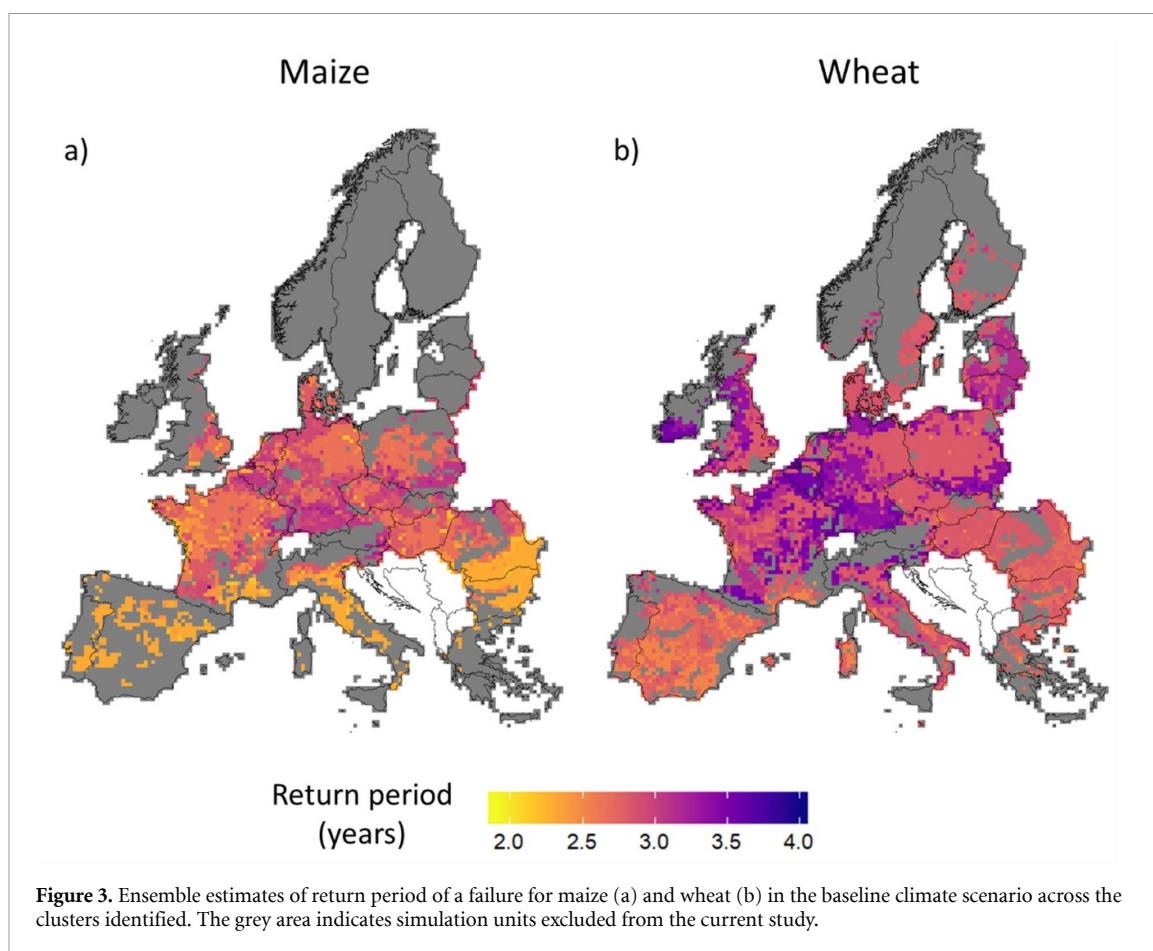 Maize Wheat
a) b)
Return period
(years)
2.0 2.5 3.0 3.5 4.0
Figure 3. Ensemble estimates of return period of a failure for maize (a) and wheat (b) in the baseline climate scenario across the
clusters identified. The grey area indicates simulation units excluded from the current study.